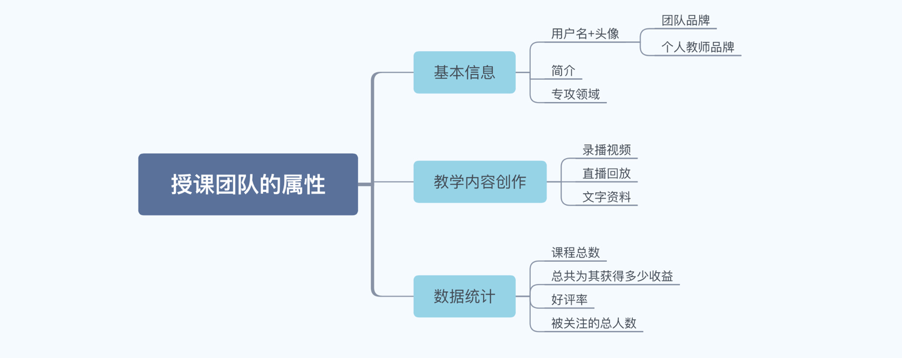 授课团队的属性
基本信息
用户名+头像
团队品牌
个人教师品牌
简介
专攻领域
教学内容创作
录播视频
直播回放
文字资料
数据统计
课程总数
总共为其获得多少收益
好评率
被关注的总人数